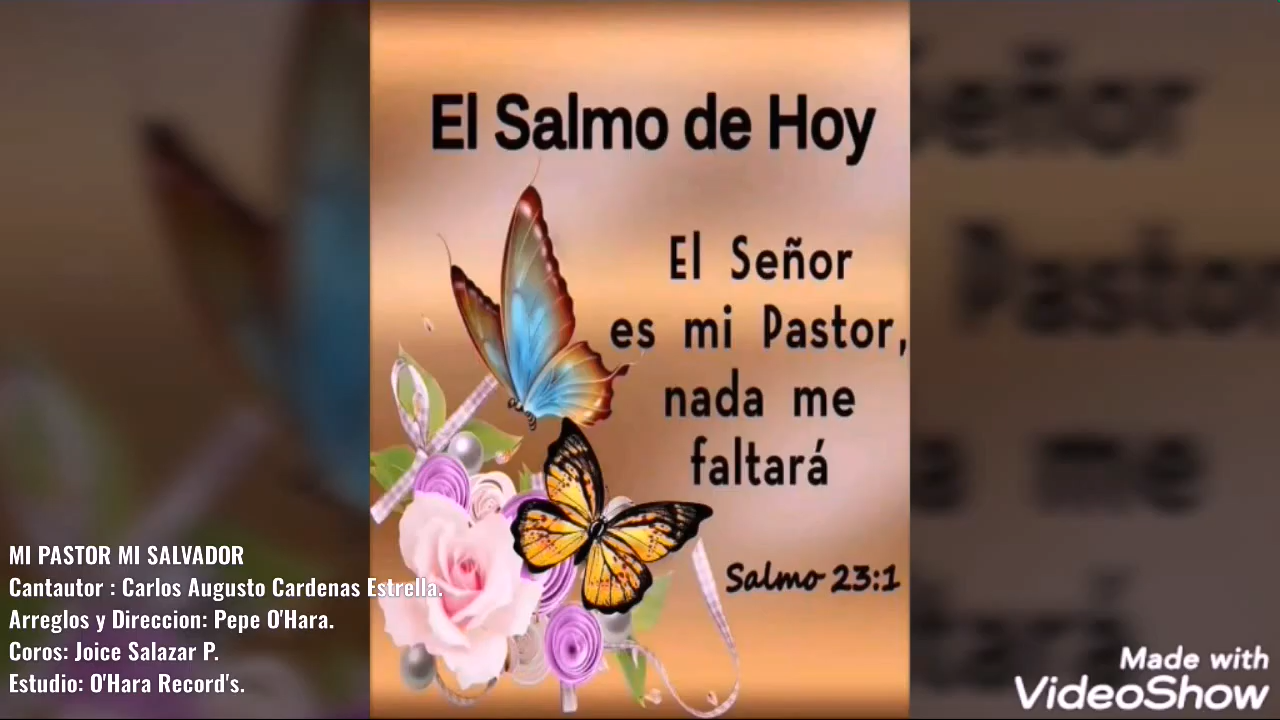 El Salmo de Hoy
El Señor
es mi Pastor,
nada me
faltará
Salmo 23:1
MI PASTOR MI SALVADOR
Cantautor : Carlos Augusto Cardenas Estrella.
Arreglos y Direccion: Pepe O'Hara.
Coros: Joice Salazar P.
Estudio: O'Hara Record's.
Made with
VideoShow